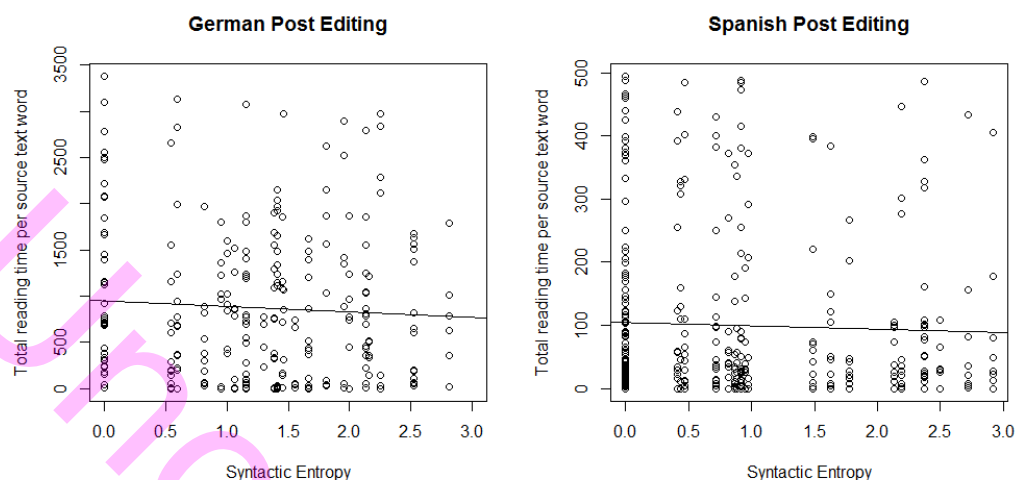 German Post Editing
Total reading time per source text word
3500
2500
1500
500
0
0.0 0.5 1.0 1.5 2.0 2.5 3.0
Syntactic Entropy
Spanish Post Editing
Total reading time per source text word
500
400
300
200
100
0
0.0 0.5 1.0 1.5 2.0 2.5 3.0
Syntactic Entropy